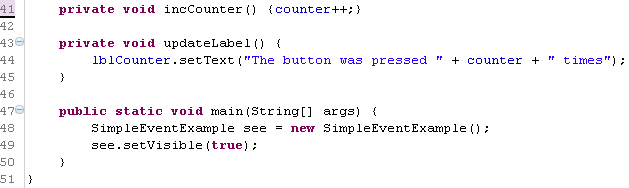 41    private void incCounter() {counter++;}
42
43    private void updateLabel() {
44        lblCounter.setText("The button was pressed " + counter + " times");
45    }
46
47    public static void main(String[] args) {
48        SimpleEventExample see = new SimpleEventExample();
49        see.setVisible(true);
50    }
51 }